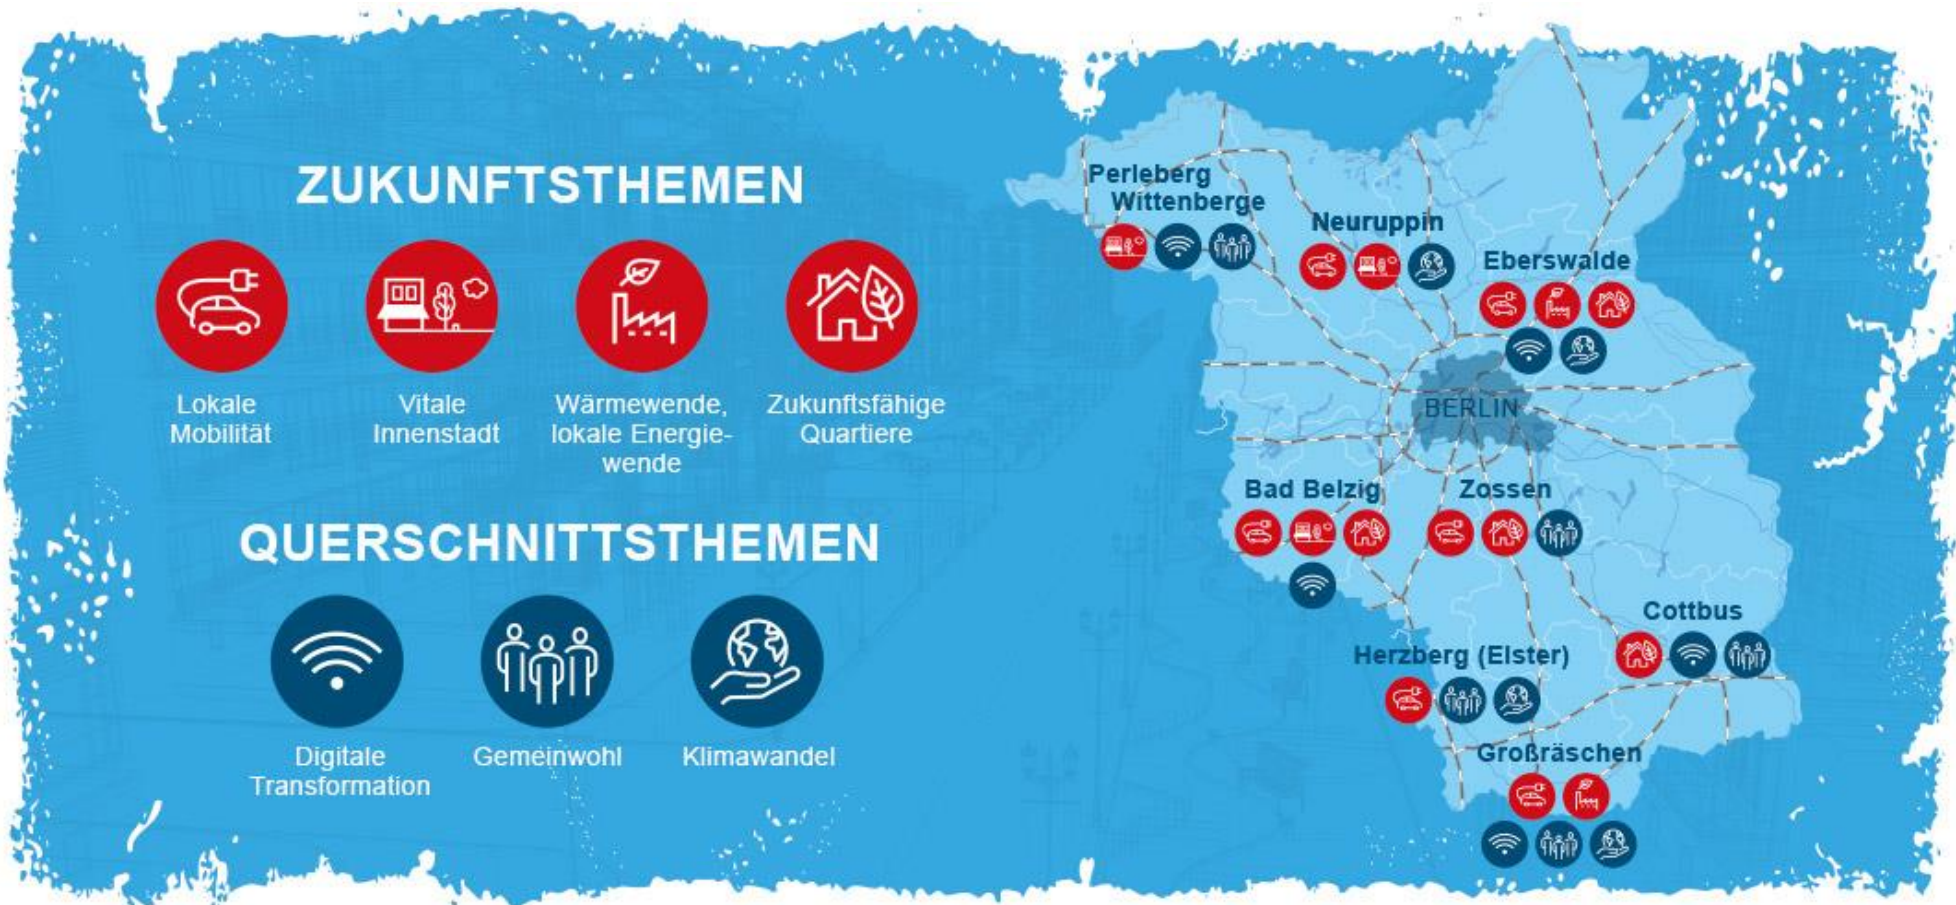 ZUKUNFTSTHEMEN
Lokale
Mobilität
Vitale
Innenstadt
Wärmewende,
lokale Energie-
wende
Zukunftsfähige
Quartiere
QUERSCHNITTSTHEMEN
Digitale
Transformation
Gemeinwohl
Klimawandel
Perleberg
Wittenberge
Neuruppin
Eberswalde
BERLIN
Bad Belzig
Zossen
Cottbus
Herzberg (Elster)
Großräschen